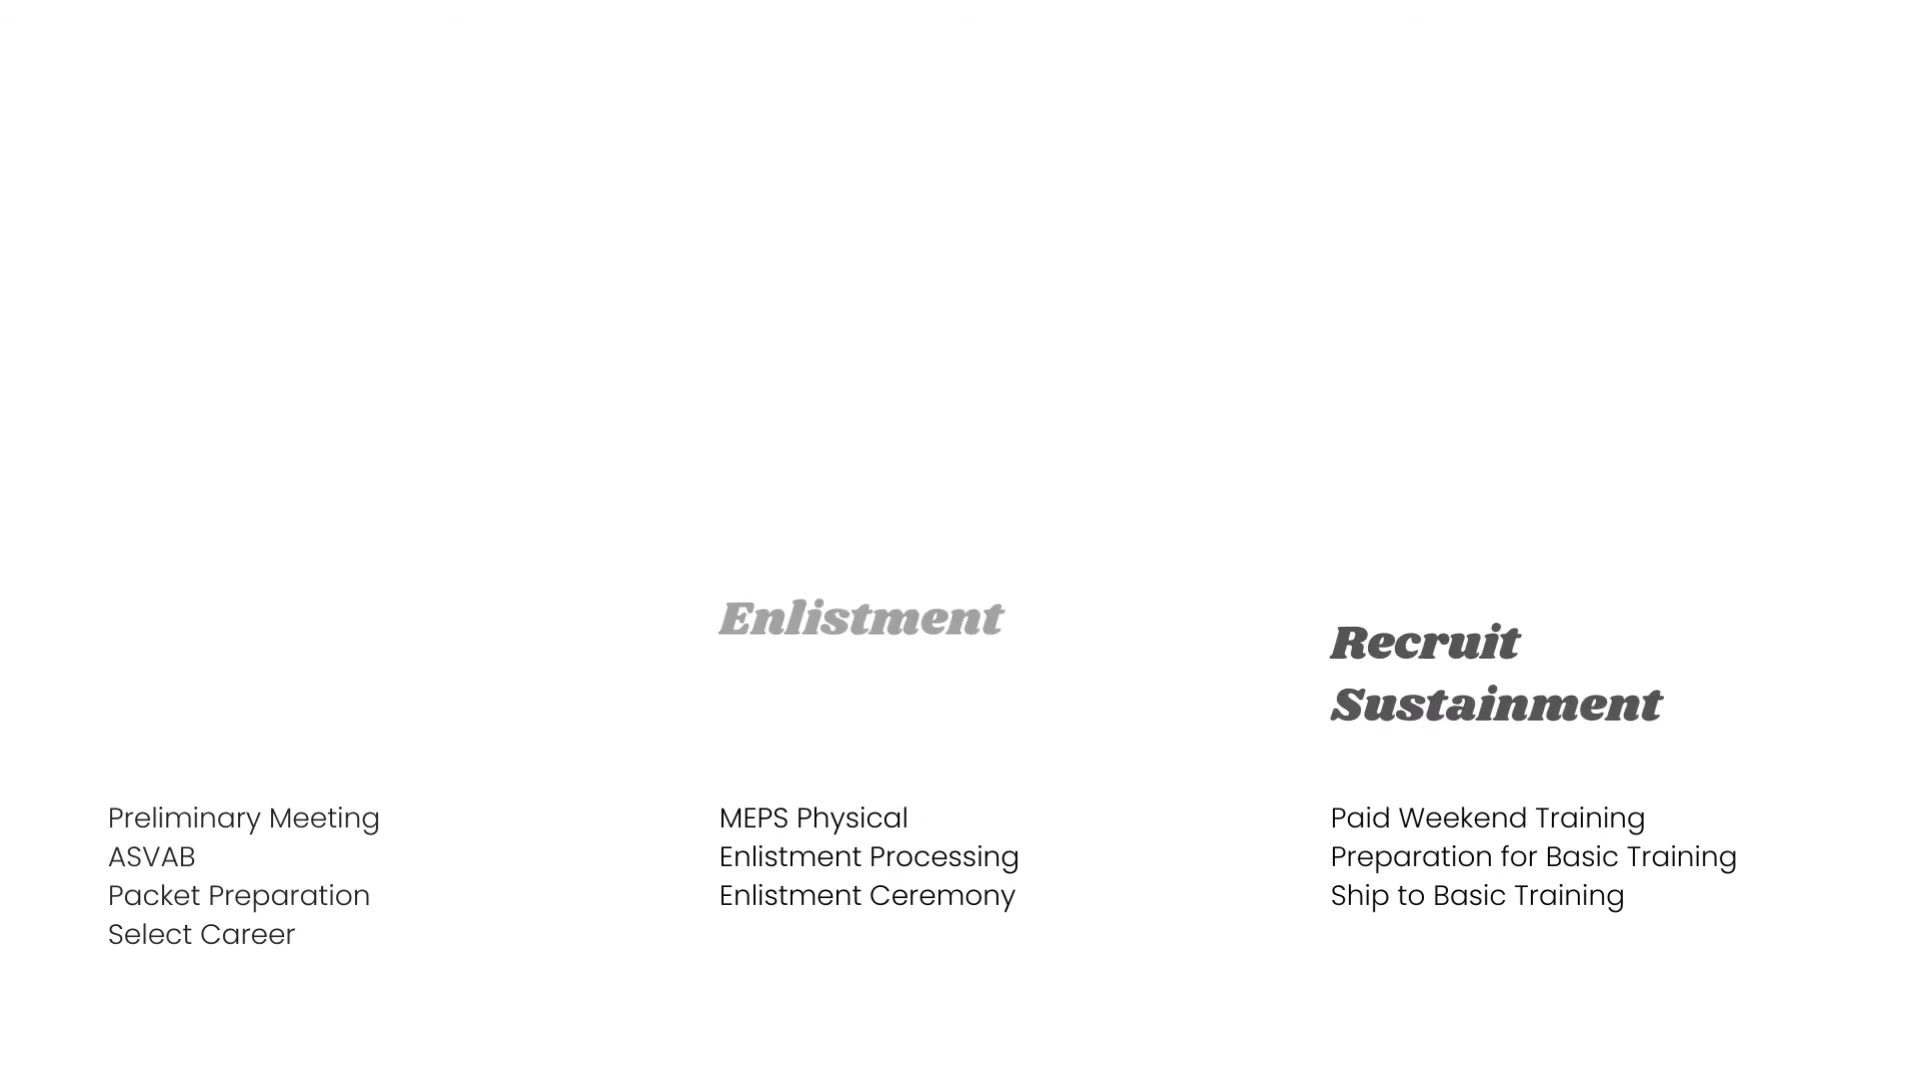 Enlistment
Recruit
Sustainment
Preliminary Meeting
ASVAB
Packet Preparation
Select Career
MEPS Physical
Enlistment Processing
Enlistment Ceremony
Paid Weekend Training
Preparation for Basic Training
Ship to Basic Training